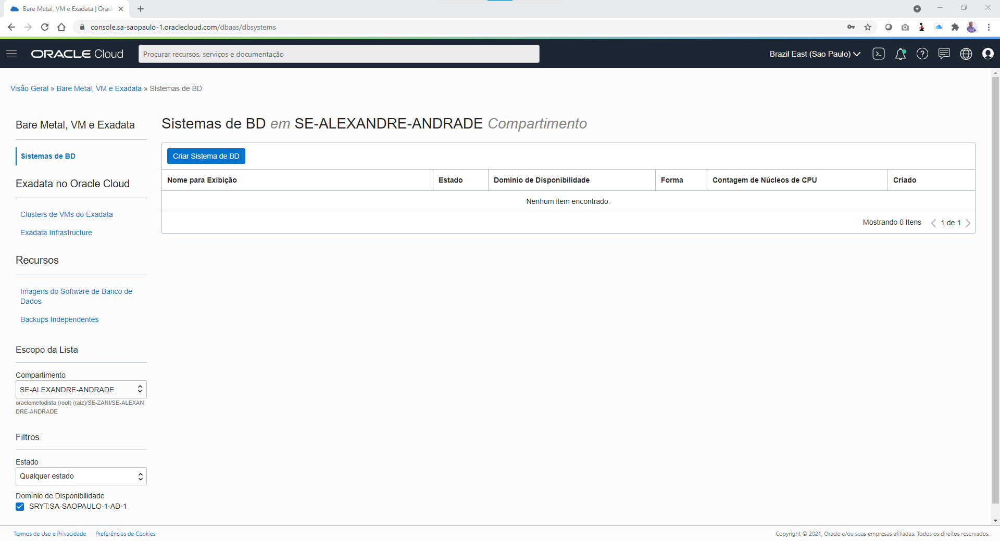 Bare Metal, VM e Exadata | Orac
console.sa-saopaulo-1.oraclecloud.com/dbaas/dbsystems
ORACLE Cloud
Procurar recursos, serviços e documentação
Brazil East (Sao Paulo)
Visão Geral » Bare Metal, VM e Exadata » Sistemas de BD
Bare Metal, VM e Exadata
Sistemas de BD
Exadata no Oracle Cloud
Clusters de VMs do Exadata
Exadata Infrastructure
Recursos
Imagens do Software de Banco de
Dados
Backups Independentes
Escopo da Lista
Compartimento
SE-ALEXANDRE-ANDRADE
oraclemetodista (root) (raiz)/SE-ZANI/SE-ALEXAN
DRE-ANDRADE
Filtros
Estado
Qualquer estado
Domínio de Disponibilidade
SRYT:SA-SAOPAULO-1-AD-1
Sistemas de BD em SE-ALEXANDRE-ANDRADE Compartimento
Criar Sistema de BD
Nome para Exibição Estado Domínio de Disponibilidade Forma Contagem de Núcleos de CPU Criado
Nenhum item encontrado.
Mostrando 0 Itens 1 de 1
Termos de Uso e Privacidade Preferências de Cookies
Copyright © 2021, Oracle e/ou suas empresas afiliadas. Todos os direitos reservados.